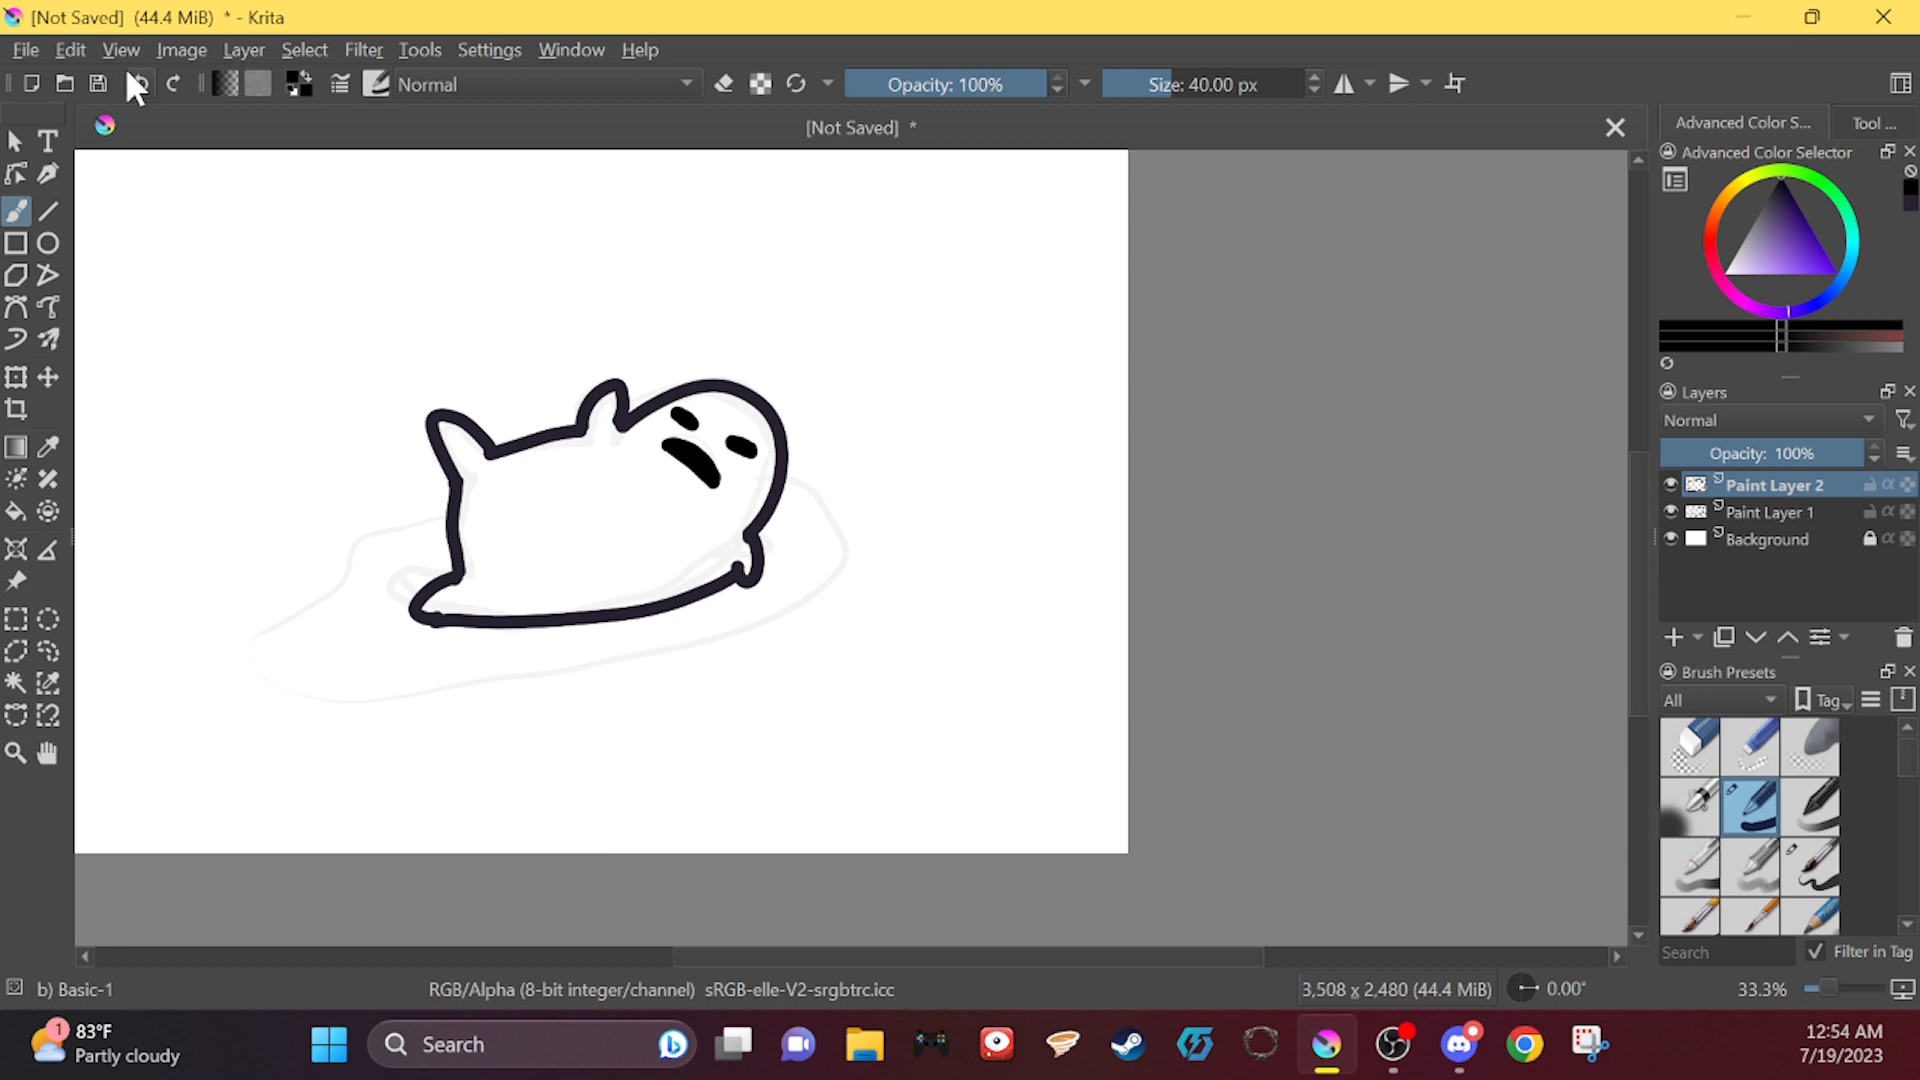 [Not Saved] (44.4 MiB) * - Krita
File Edit View Image Layer Select Filter Tools Settings Window Help
Normal Opacity: 100% Size: 40.00 px
[Not Saved] *
Advanced Color S... Tool ...
Advanced Color Selector
Layers
Normal
Opacity: 100%
Paint Layer 2
Paint Layer 1
Background
Brush Presets
All Tag
Search Filter in Tag
b) Basic-1 RGB/Alpha (8-bit integer/channel) sRGB-elle-V2-srgbtrc.icc 3,508 x 2,480 (44.4 MiB) 0.00° 33.3%
1 83°F
Partly cloudy
Search
12:54 AM
7/19/2023